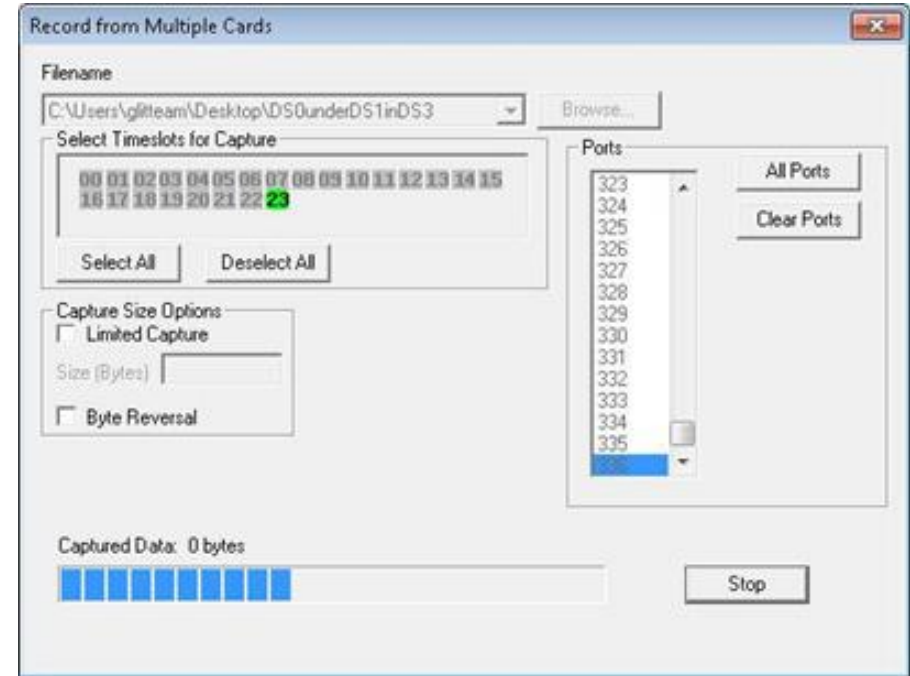 Record from Multiple Cards
Filename
C:\Users\glitteam\Desktop\DS0underDS1inDS3
Browse...
Select Timeslots for Capture
00 01 02 03 04 05 06 07 08 09 10 11 12 13 14 15
16 17 18 19 20 21 22 23
Select All
Deselect All
Ports
323
324
325
326
327
328
329
330
331
332
333
334
335
All Ports
Clear Ports
Capture Size Options
Limited Capture
Size (Bytes)
Byte Reversal
Captured Data: 0 bytes
Stop